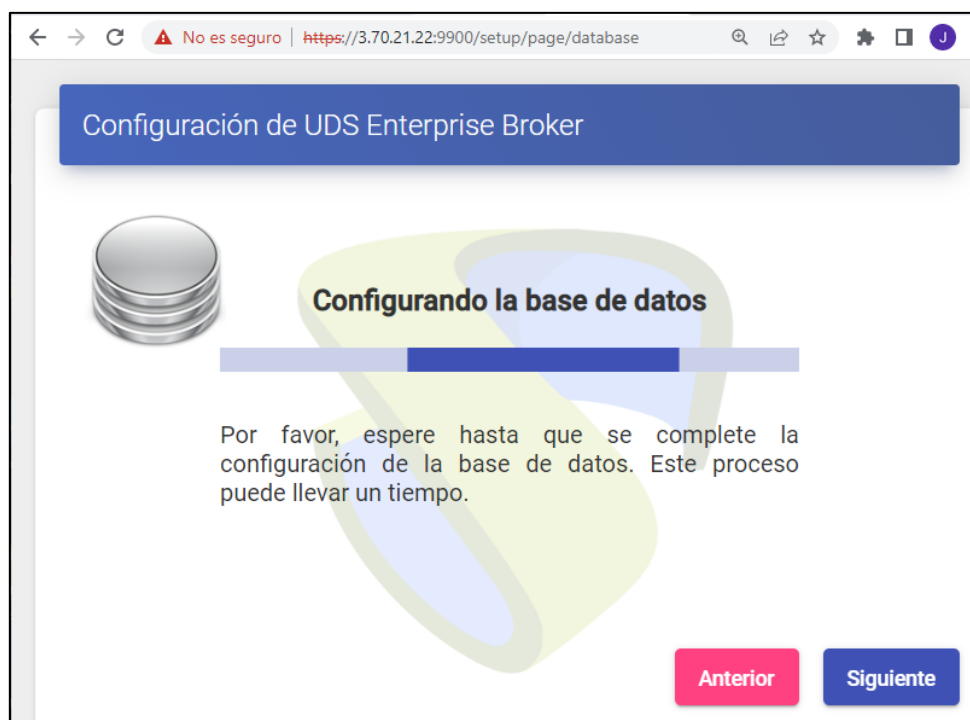 No es seguro | https://3.70.21.22:9900/setup/page/database
J
Configuración de UDS Enterprise Broker
Configurando la base de datos
Por favor, espere hasta que se complete la
configuración de la base de datos. Este proceso
puede llevar un tiempo.
Anterior
Siguiente